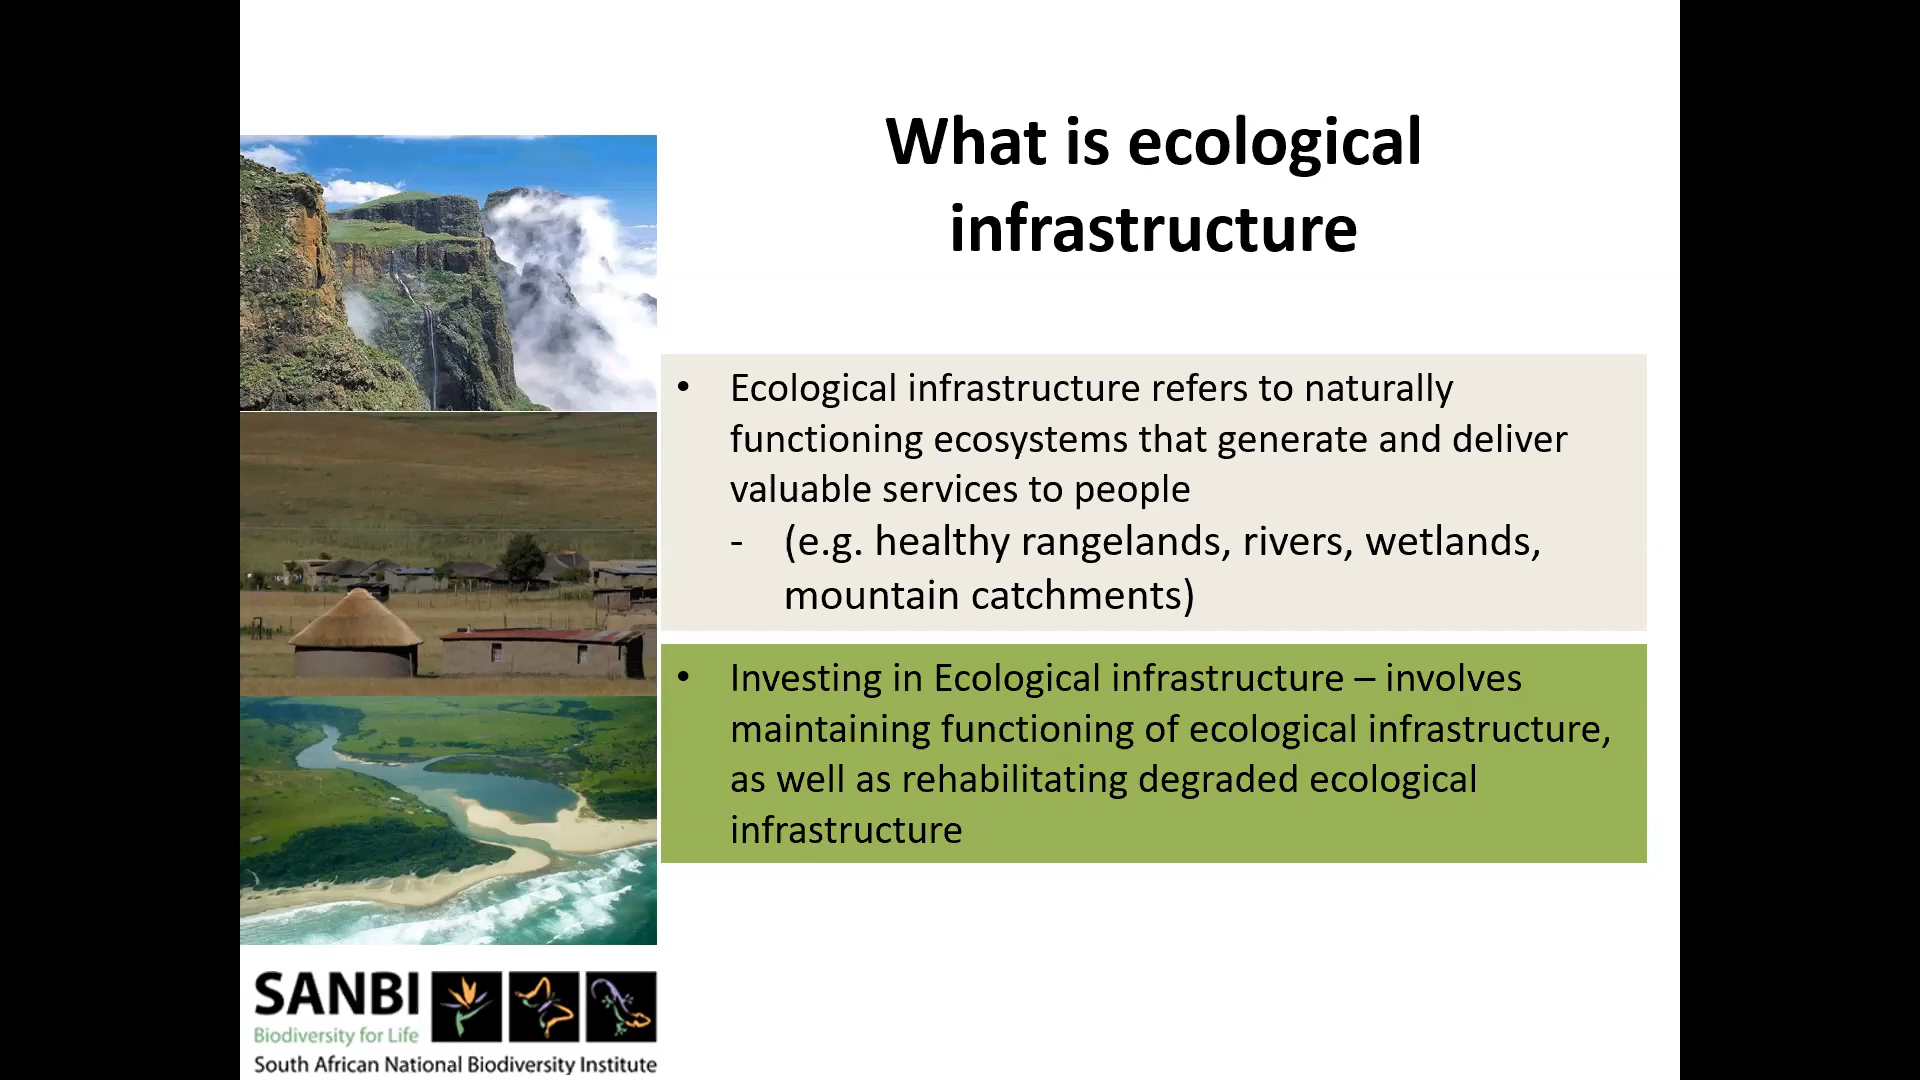 What is ecological
infrastructure
• Ecological infrastructure refers to naturally
functioning ecosystems that generate and deliver
valuable services to people
- (e.g. healthy rangelands, rivers, wetlands,
mountain catchments)
• Investing in Ecological infrastructure – involves
maintaining functioning of ecological infrastructure,
as well as rehabilitating degraded ecological
infrastructure
SANBI
Biodiversity for Life
South African National Biodiversity Institute